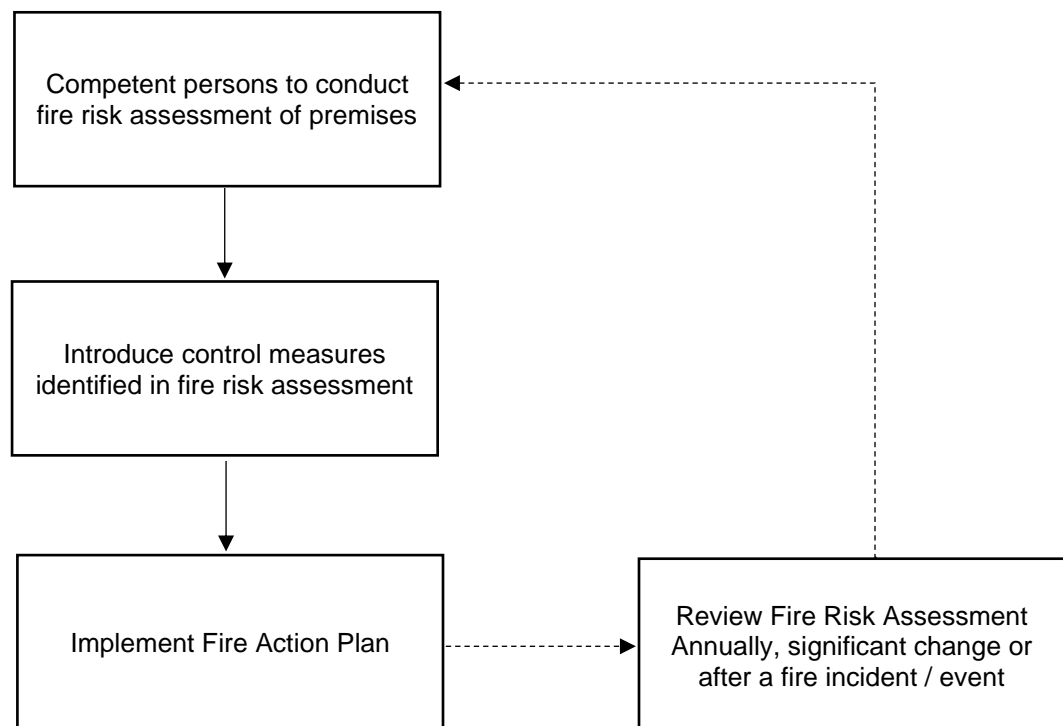 Competent persons to conduct
fire risk assessment of premises
Introduce control measures
identified in fire risk assessment
Implement Fire Action Plan
Review Fire Risk Assessment
Annually, significant change or
after a fire incident / event